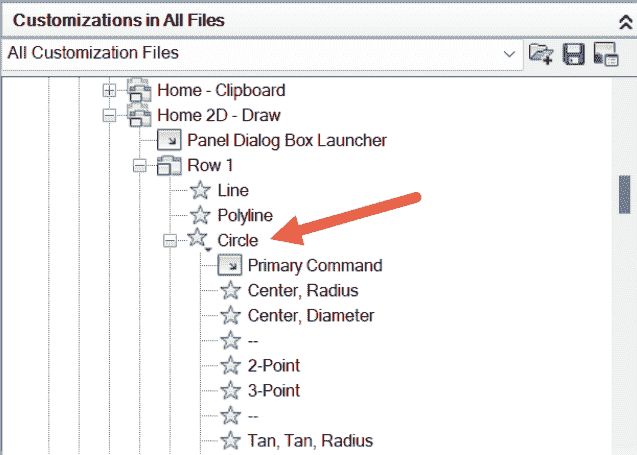 Customizations in All Files
All Customization Files
Home - Clipboard
Home 2D - Draw
Panel Dialog Box Launcher
Row 1
Line
Polyline
Circle
Primary Command
Center, Radius
Center, Diameter
--
2-Point
3-Point
--
Tan, Tan, Radius